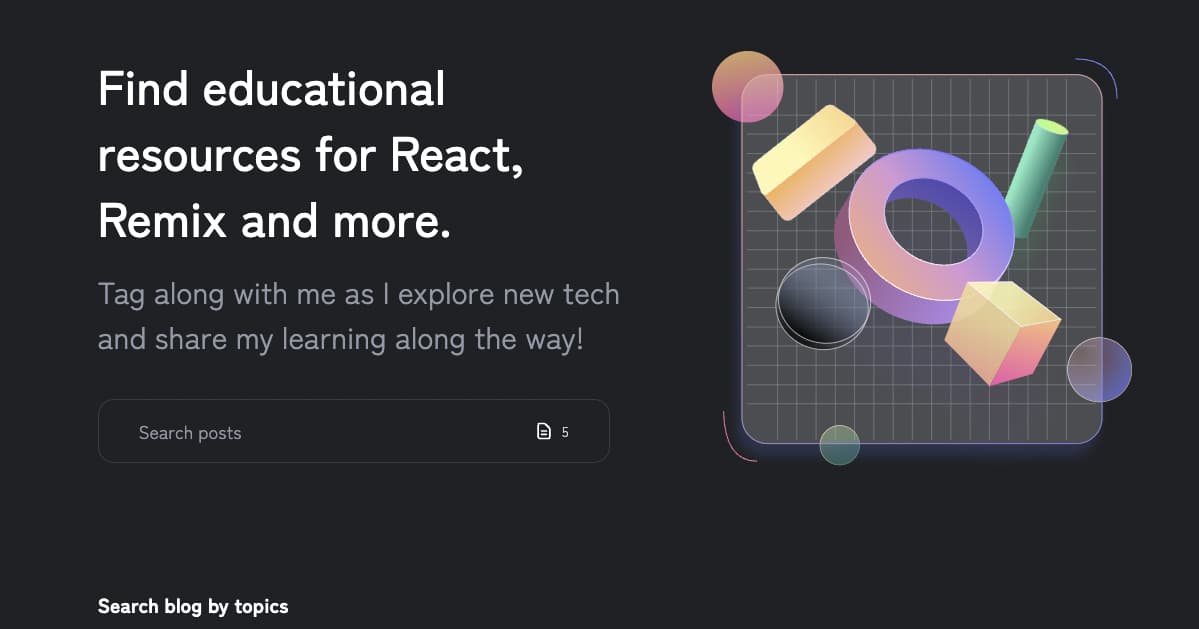 Find educational
resources for React,
Remix and more.
Tag along with me as I explore new tech
and share my learning along the way!
Search posts
5
Search blog by topics